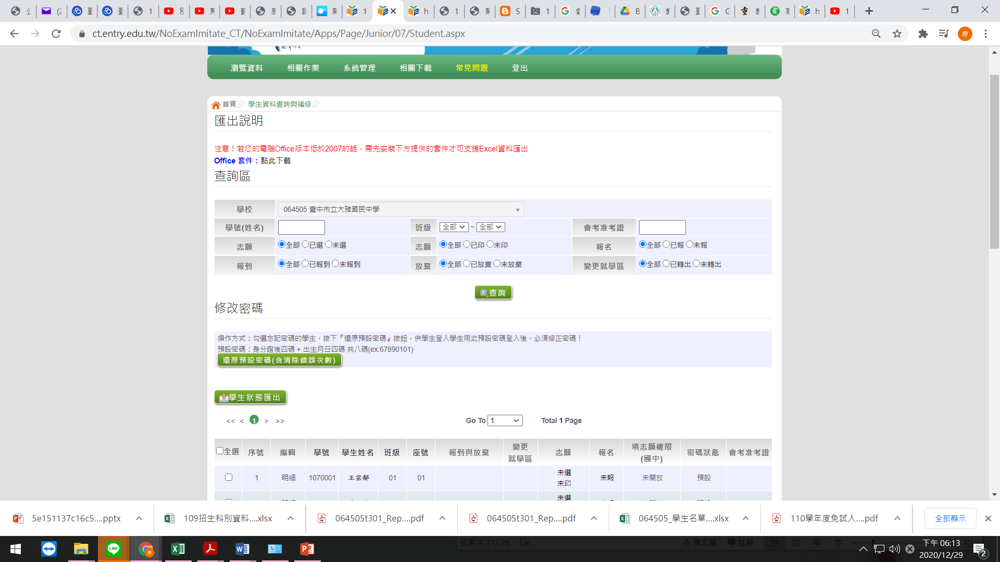 ct.entry.edu.tw/NoExamImitate_CT/NoExamImitate/Apps/Page/Junior/07/Student.aspx
瀏覽資料 相關作業 系統管理 相關下載 常見問題 登出
首頁 學生資料查詢與編修
匯出說明
注意！若您的電腦Office版本低於2007的話，需先安裝下方提供的套件才可支援Excel資料匯出
Office 套件：點此下載
查詢區
學校 064505 臺中市立大雅國民中學
學號(姓名) 班級 全部 ~ 全部 會考准考證
志願 全部 已選 未選 志願 全部 已印 未印 報名 全部 已報 未報
報到 全部 已報到 未報到 放棄 全部 已放棄 未放棄 變更就學區 全部 已轉出 未轉出
查詢
修改密碼
操作方式：勾選忘記密碼的學生，按下『還原預設密碼』按鈕，供學生登入學生用此預設密碼登入後，必須修正密碼！
預設密碼：身分證後四碼 + 出生月日四碼 共八碼(ex:67890101)
還原預設密碼(含清除錯誤次數)
學生狀態匯出
<< < 1 > >> Go To 1 Total 1 Page
全選 序號 編輯 學號 學生姓名 班級 座號 報到與放棄 變更就學區 志願 報名 填志願權限(國中) 密碼狀態 會考准考證
1 明細 1070001 王宗郁 01 01 未選 未報 未開放 預設
未印
未選
5e151137c16c5....pptx 109招生科別資料....xlsx 064505t301_Rep....pdf 064505t301_Rep....pdf 064505_學生名單....xlsx 110學年度免試入....pdf 全部顯示
投影片 11/ 26 備忘稿 註解
下午 06:13
2020/12/29
2